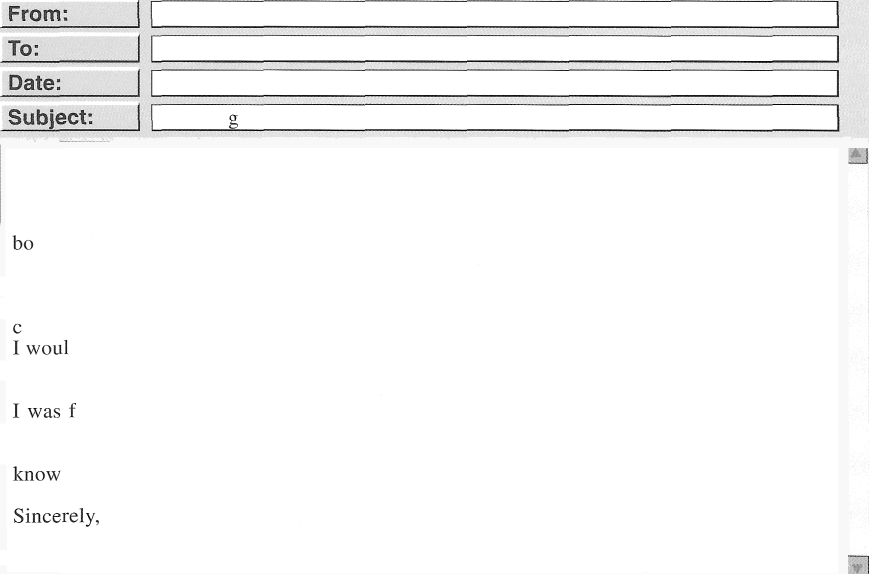 From:
To:
Date:
Subject: g
bo
c
I woul
I was f
know
Sincerely,